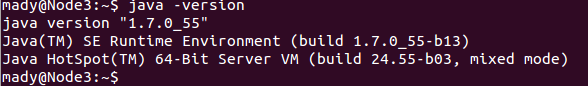 mady@Node3:~$ java -version
java version "1.7.0_55"
Java(TM) SE Runtime Environment (build 1.7.0_55-b13)
Java HotSpot(TM) 64-Bit Server VM (build 24.55-b03, mixed mode)
mady@Node3:~$